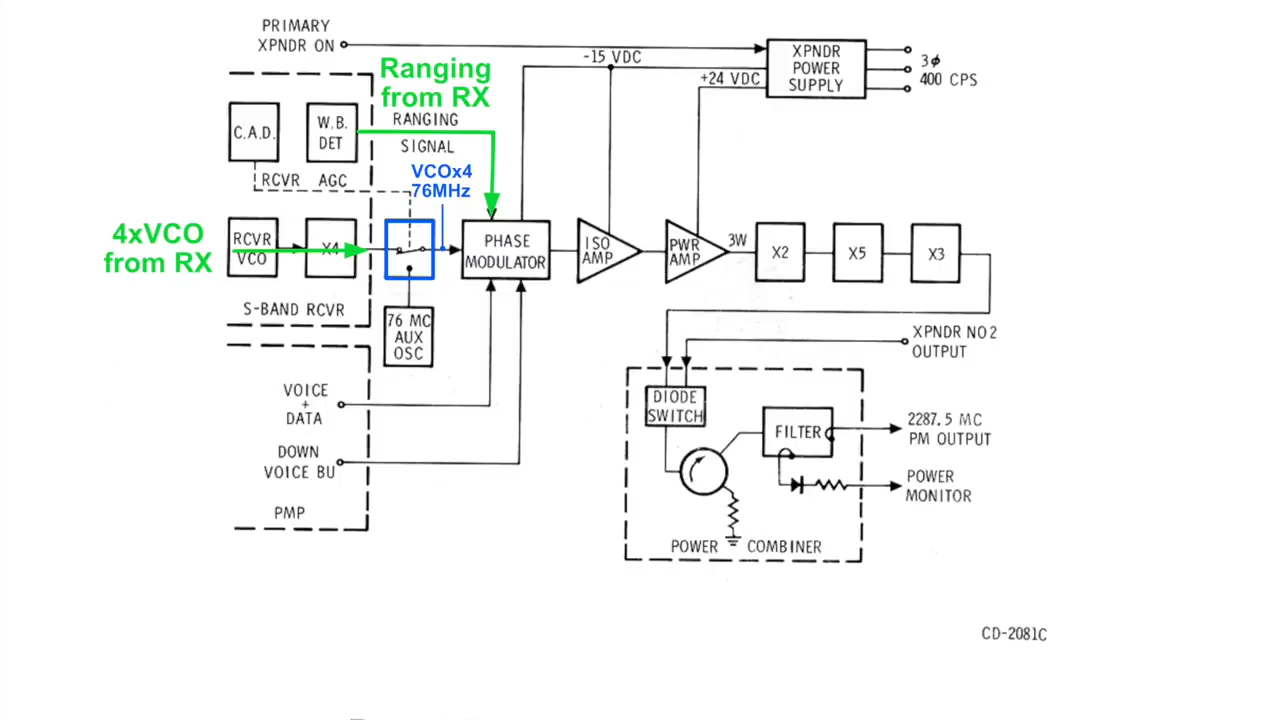 PRIMARY
XPNDR ON
-15 VDC
+24 VDC
XPNDR
POWER
SUPPLY
3φ
400 CPS
Ranging
from RX
RANGING
SIGNAL
C.A.D.
W.B.
DET
RCVR AGC
VCOx4
76MHz
4xVCO
from RX
RCVR
VCO
X4
S-BAND RCVR
76 MC
AUX
OSC
PHASE
MODULATOR
ISO
AMP
PWR
AMP
3W
X2
X5
X3
XPNDR NO 2
OUTPUT
VOICE
+
DATA
DOWN
VOICE BU
PMP
DIODE
SWITCH
FILTER
2287.5 MC
PM OUTPUT
POWER
MONITOR
POWER COMBINER
CD-2081C